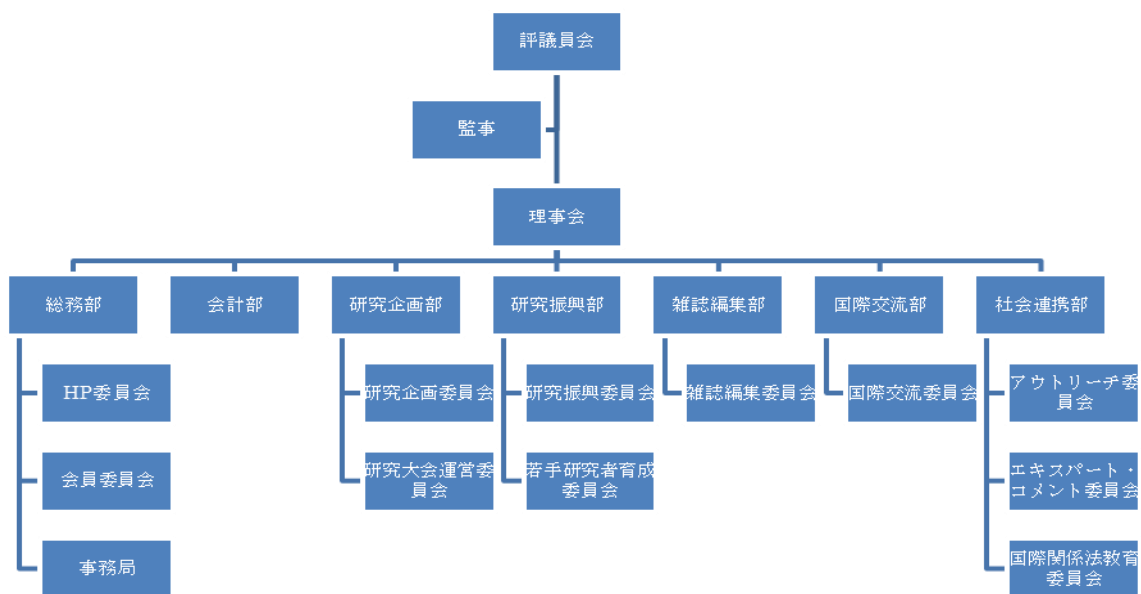 評議員会
監事
理事会
総務部
会計部
研究企画部
研究振興部
雑誌編集部
国際交流部
社会連携部
HP委員会
研究企画委員会
研究振興委員会
雑誌編集委員会
国際交流委員会
アウトリーチ委
員会
会員委員会
研究大会運営委
員会
若手研究者育成
委員会
エキスパート・
コメント委員会
事務局
国際関係法教育
委員会